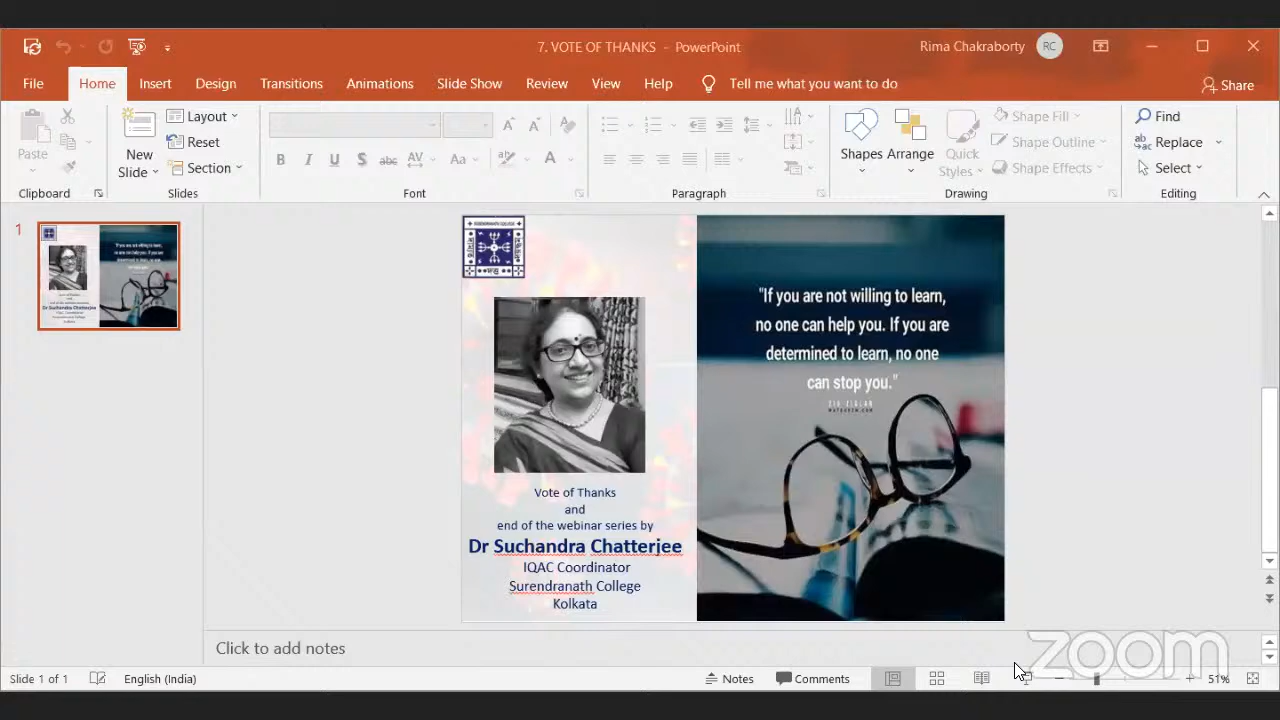 7. VOTE OF THANKS - PowerPoint
Rima Chakraborty
RC
File
Home
Insert
Design
Transitions
Animations
Slide Show
Review
View
Help
Tell me what you want to do
Share
Paste
New
Slide
Layout
Reset
Section
Shapes
Arrange
Quick
Styles
Shape Fill
Shape Outline
Shape Effects
Find
Replace
Select
Clipboard
Slides
Font
Paragraph
Drawing
Editing
1
"If you are not willing to learn,
no one can help you. If you are
determined to learn, no one
can stop you."
ZIG ZIGLAR
Vote of Thanks
and
end of the webinar series by
Dr Suchandra Chatterjee
IQAC Coordinator
Surendranath College
Kolkata
Click to add notes
zoom
Slide 1 of 1
English (India)
Notes
Comments
51%